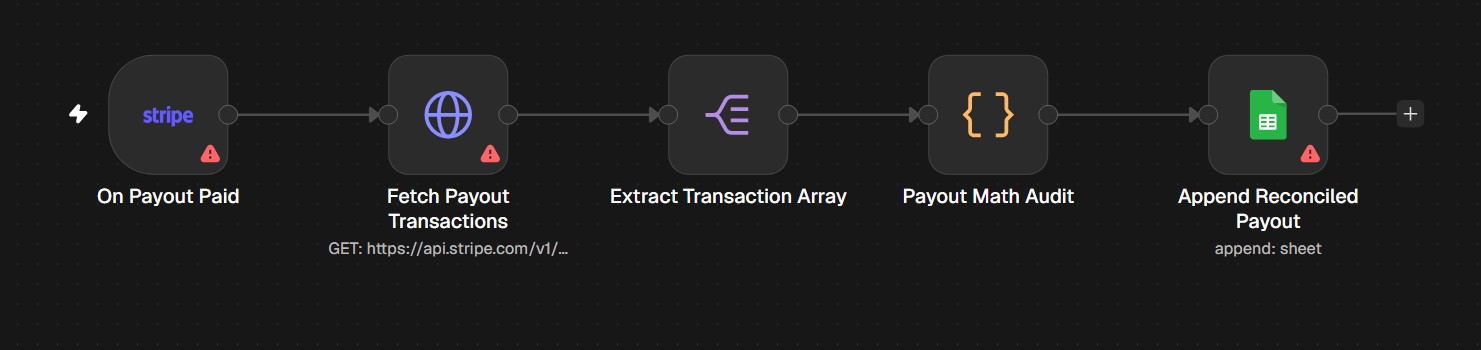 stripe
On Payout Paid
Fetch Payout
Transactions
GET: https://api.stripe.com/v1/...
Extract Transaction Array
Payout Math Audit
Append Reconciled
Payout
append: sheet